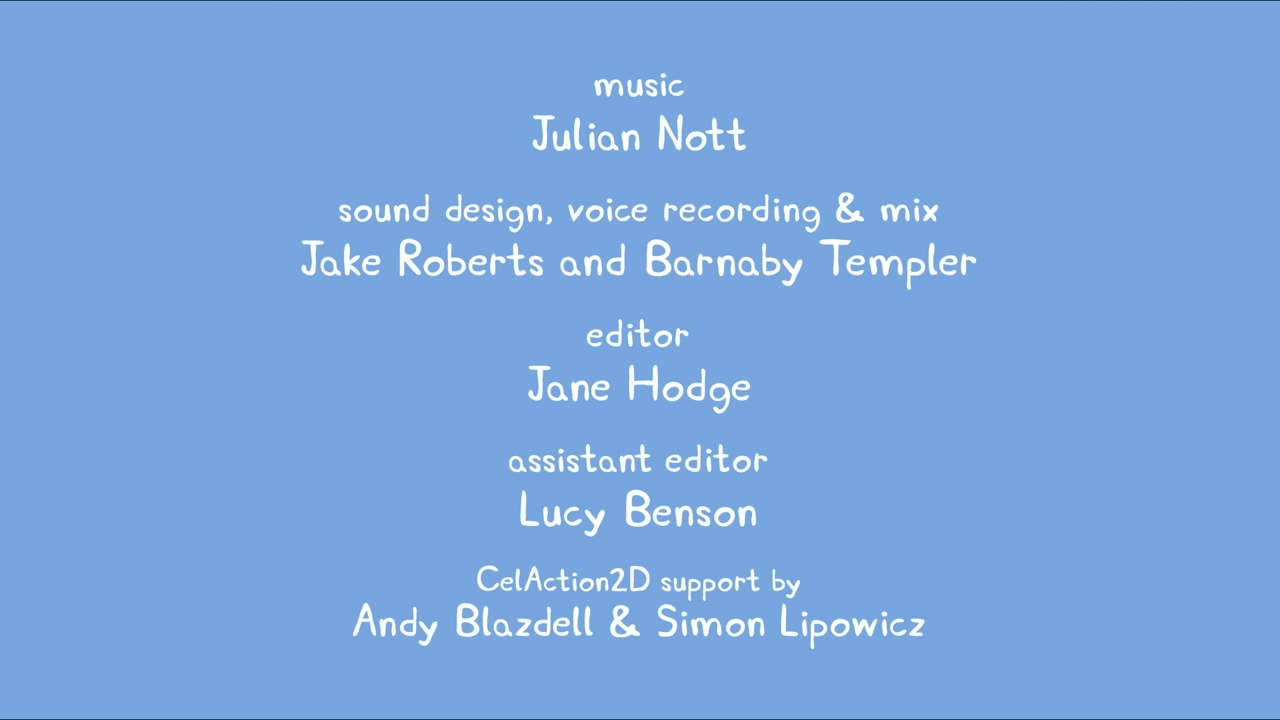 music
Julian Nott
sound design, voice recording & mix
Jake Roberts and Barnaby Templer
editor
Jane Hodge
assistant editor
Lucy Benson
CelAction2D support by
Andy Blazdell & Simon Lipowicz